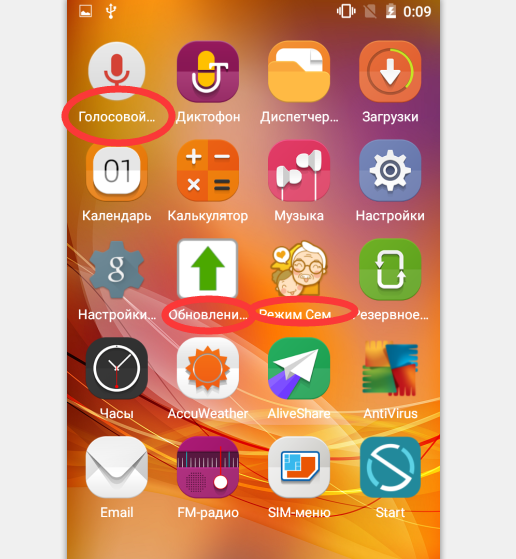 0:09
Голосовой...
Диктофон
Диспетчер...
Загрузки
01
Календарь
Калькулятор
Музыка
Настройки
g
Настройки...
Обновлени...
Режим Сем...
Резервное...
Часы
AccuWeather
AliveShare
AntiVirus
Email
FM-радио
SIM-меню
Start